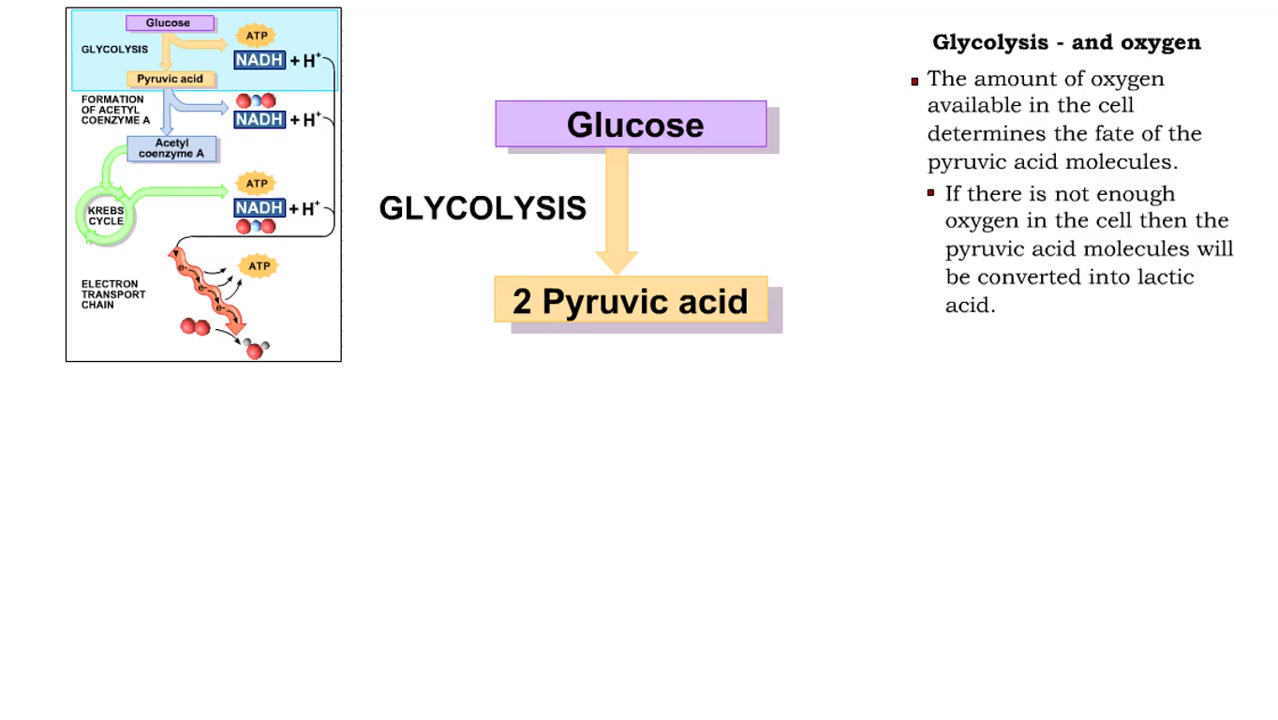 Glucose
GLYCOLYSIS
ATP
NADH + H+
Pyruvic acid
FORMATION
OF ACETYL
COENZYME A
NADH + H+
Acetyl
coenzyme A
KREBS
CYCLE
ATP
NADH + H+
ELECTRON
TRANSPORT
CHAIN
e-
e-
e-
ATP
Glucose
GLYCOLYSIS
2 Pyruvic acid
Glycolysis - and oxygen
The amount of oxygen
available in the cell
determines the fate of the
pyruvic acid molecules.
If there is not enough
oxygen in the cell then the
pyruvic acid molecules will
be converted into lactic
acid.